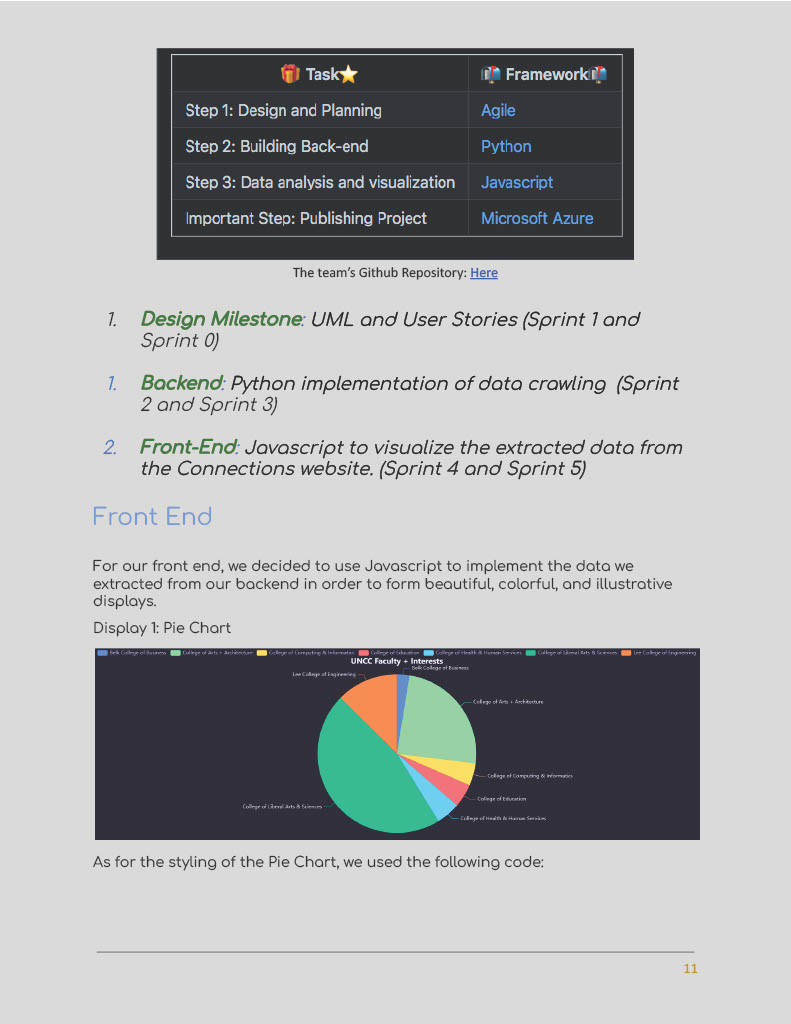 🎁 Task⭐ 📬 Framework📬
Step 1: Design and Planning Agile
Step 2: Building Back-end Python
Step 3: Data analysis and visualization Javascript
Important Step: Publishing Project Microsoft Azure
The team’s Github Repository: Here
1. Design Milestone: UML and User Stories (Sprint 1 and
Sprint 0)
1. Backend: Python implementation of data crawling (Sprint
2 and Sprint 3)
2. Front-End: Javascript to visualize the extracted data from
the Connections website. (Sprint 4 and Sprint 5)
Front End
For our front end, we decided to use Javascript to implement the data we
extracted from our backend in order to form beautiful, colorful, and illustrative
displays.
Display 1: Pie Chart
Belk College of Business College of Arts + Architecture College of Computing & Informatics College of Education College of Health & Human Services College of Liberal Arts & Sciences Lee College of Engineering
UNCC Faculty + Interests
Belk College of Business
Lee College of Engineering
College of Arts + Architecture
College of Computing & Informatics
College of Education
College of Liberal Arts & Sciences
College of Health & Human Services
As for the styling of the Pie Chart, we used the following code:
11